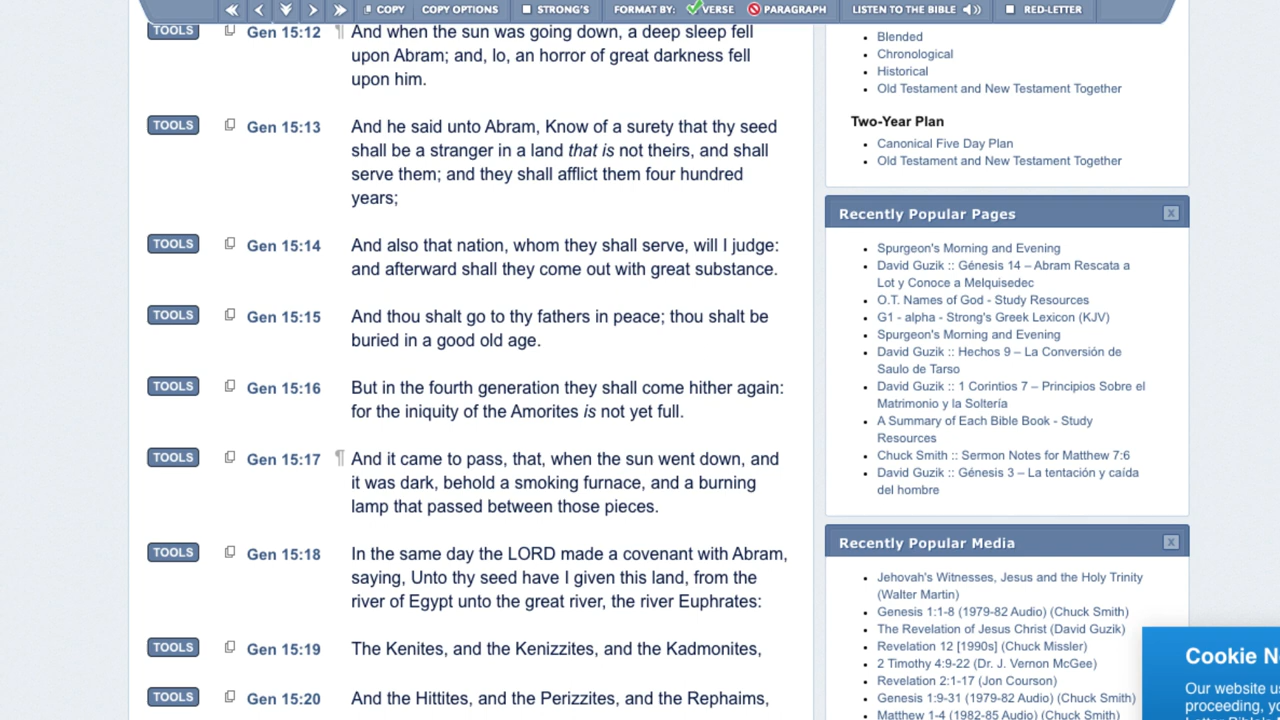 COPY COPY OPTIONS STRONG'S FORMAT BY: VERSE PARAGRAPH LISTEN TO THE BIBLE RED-LETTER
TOOLS Gen 15:12 ¶ And when the sun was going down, a deep sleep fell
upon Abram; and, lo, an horror of great darkness fell
upon him.
TOOLS Gen 15:13 And he said unto Abram, Know of a surety that thy seed
shall be a stranger in a land that is not theirs, and shall
serve them; and they shall afflict them four hundred
years;
TOOLS Gen 15:14 And also that nation, whom they shall serve, will I judge:
and afterward shall they come out with great substance.
TOOLS Gen 15:15 And thou shalt go to thy fathers in peace; thou shalt be
buried in a good old age.
TOOLS Gen 15:16 But in the fourth generation they shall come hither again:
for the iniquity of the Amorites is not yet full.
TOOLS Gen 15:17 ¶ And it came to pass, that, when the sun went down, and
it was dark, behold a smoking furnace, and a burning
lamp that passed between those pieces.
TOOLS Gen 15:18 In the same day the LORD made a covenant with Abram,
saying, Unto thy seed have I given this land, from the
river of Egypt unto the great river, the river Euphrates:
TOOLS Gen 15:19 The Kenites, and the Kenizzites, and the Kadmonites,
TOOLS Gen 15:20 And the Hittites, and the Perizzites, and the Rephaims,
Blended
Chronological
Historical
Old Testament and New Testament Together
Two-Year Plan
Canonical Five Day Plan
Old Testament and New Testament Together
Recently Popular Pages x
Spurgeon's Morning and Evening
David Guzik :: Génesis 14 – Abram Rescata a
Lot y Conoce a Melquisedec
O.T. Names of God - Study Resources
G1 - alpha - Strong's Greek Lexicon (KJV)
Spurgeon's Morning and Evening
David Guzik :: Hechos 9 – La Conversión de
Saulo de Tarso
David Guzik :: 1 Corintios 7 – Principios Sobre el
Matrimonio y la Soltería
A Summary of Each Bible Book - Study
Resources
Chuck Smith :: Sermon Notes for Matthew 7:6
David Guzik :: Génesis 3 – La tentación y caída
del hombre
Recently Popular Media x
Jehovah's Witnesses, Jesus and the Holy Trinity
(Walter Martin)
Genesis 1:1-8 (1979-82 Audio) (Chuck Smith)
The Revelation of Jesus Christ (David Guzik)
Revelation 12 [1990s] (Chuck Missler)
2 Timothy 4:9-22 (Dr. J. Vernon McGee)
Revelation 2:1-17 (Jon Courson)
Genesis 1:9-31 (1979-82 Audio) (Chuck Smith)
Matthew 1-4 (1982-85 Audio) (Chuck Smith)
Cookie N
Our website us
proceeding, yo